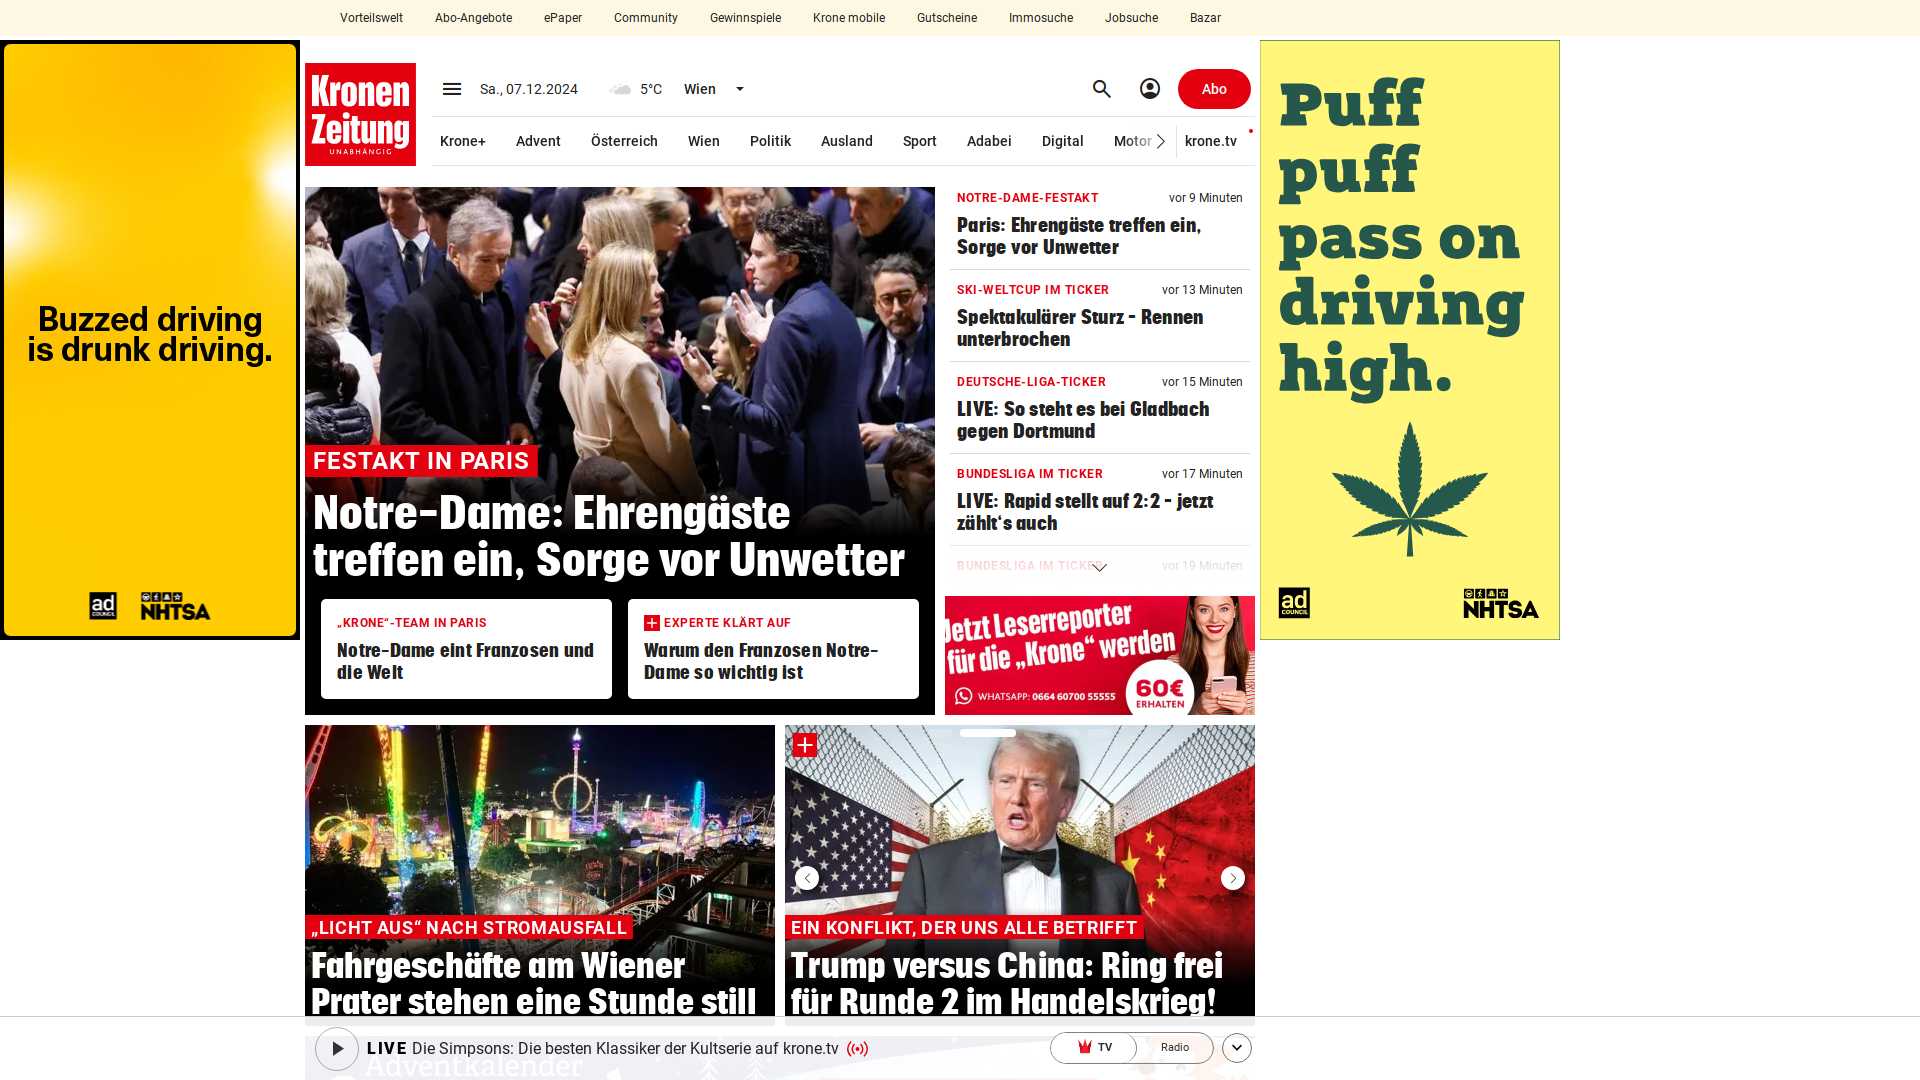 Vorteilswelt Abo-Angebote ePaper Community Gewinnspiele Krone mobile Gutscheine Immosuche Jobsuche Bazar
Kronen
Zeitung
UNABHÄNGIG
Sa., 07.12.2024 5°C Wien Abo
Krone+ Advent Österreich Wien Politik Ausland Sport Adabei Digital Motor krone.tv
Buzzed driving
is drunk driving.
ad
COUNCIL
NHTSA
FESTAKT IN PARIS
Notre-Dame: Ehrengäste
treffen ein, Sorge vor Unwetter
„KRONE“-TEAM IN PARIS
Notre-Dame eint Franzosen und
die Welt
EXPERTE KLÄRT AUF
Warum den Franzosen Notre-
Dame so wichtig ist
NOTRE-DAME-FESTAKT vor 9 Minuten
Paris: Ehrengäste treffen ein,
Sorge vor Unwetter
SKI-WELTCUP IM TICKER vor 13 Minuten
Spektakulärer Sturz – Rennen
unterbrochen
DEUTSCHE-LIGA-TICKER vor 15 Minuten
LIVE: So steht es bei Gladbach
gegen Dortmund
BUNDESLIGA IM TICKER vor 17 Minuten
LIVE: Rapid stellt auf 2:2 – jetzt
zählt‘s auch
BUNDESLIGA IM TICKER vor 19 Minuten
Jetzt Leserreporter
für die „Krone“ werden
WHATSAPP: 0664 60700 55555
60€
ERHALTEN
Puff
puff
pass on
driving
high.
ad
COUNCIL
NHTSA
„LICHT AUS“ NACH STROMAUSFALL
Fahrgeschäfte am Wiener
Prater stehen eine Stunde still
EIN KONFLIKT, DER UNS ALLE BETRIFFT
Trump versus China: Ring frei
für Runde 2 im Handelskrieg!
LIVE Die Simpsons: Die besten Klassiker der Kultserie auf krone.tv TV Radio
Adventkalender